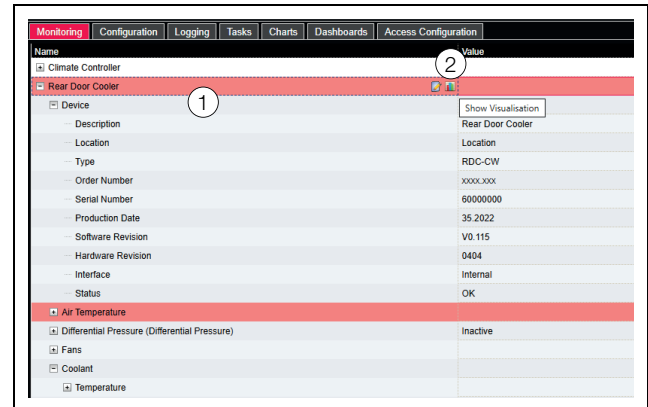 Monitoring Configuration Logging Tasks Charts Dashboards Access Configuration
Name Value
Climate Controller 2
Rear Door Cooler
Device 1 Show Visualisation
Description Rear Door Cooler
Location Location
Type RDC-CW
Order Number xxxx.xxx
Serial Number 60000000
Production Date 35.2022
Software Revision V0.115
Hardware Revision 0404
Interface Internal
Status OK
Air Temperature
Differential Pressure (Differential Pressure) Inactive
Fans
Coolant
Temperature